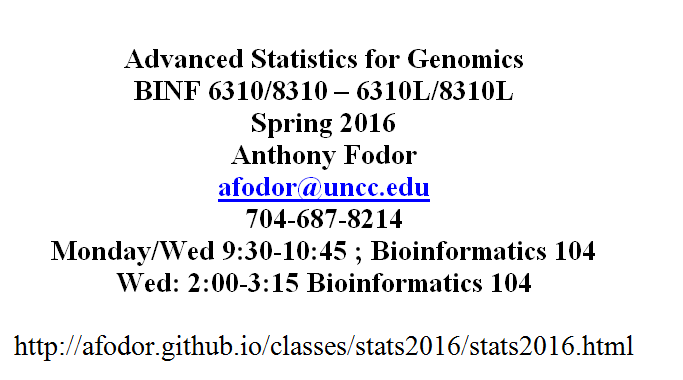 Advanced Statistics for Genomics
BINF 6310/8310 – 6310L/8310L
Spring 2016
Anthony Fodor
afodor@uncc.edu
704-687-8214
Monday/Wed 9:30-10:45 ; Bioinformatics 104
Wed: 2:00-3:15 Bioinformatics 104
http://afodor.github.io/classes/stats2016/stats2016.html